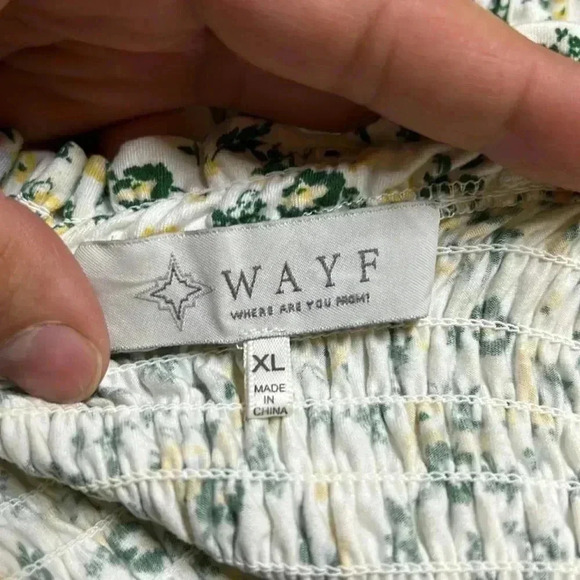 WAYF
WHERE ARE YOU FROM?
XL
MADE
IN
CHINA